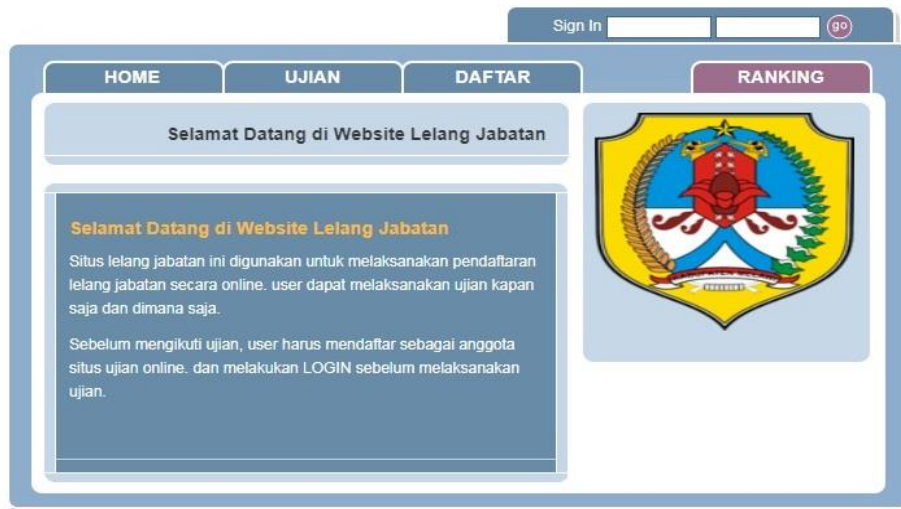 Sign In
go
HOME
UJIAN
DAFTAR
RANKING
Selamat Datang di Website Lelang Jabatan
Selamat Datang di Website Lelang Jabatan
Situs lelang jabatan ini digunakan untuk melaksanakan pendaftaran
lelang jabatan secara online. user dapat melaksanakan ujian kapan
saja dan dimana saja.
Sebelum mengikuti ujian, user harus mendaftar sebagai anggota
situs ujian online. dan melakukan LOGIN sebelum melaksanakan
ujian.